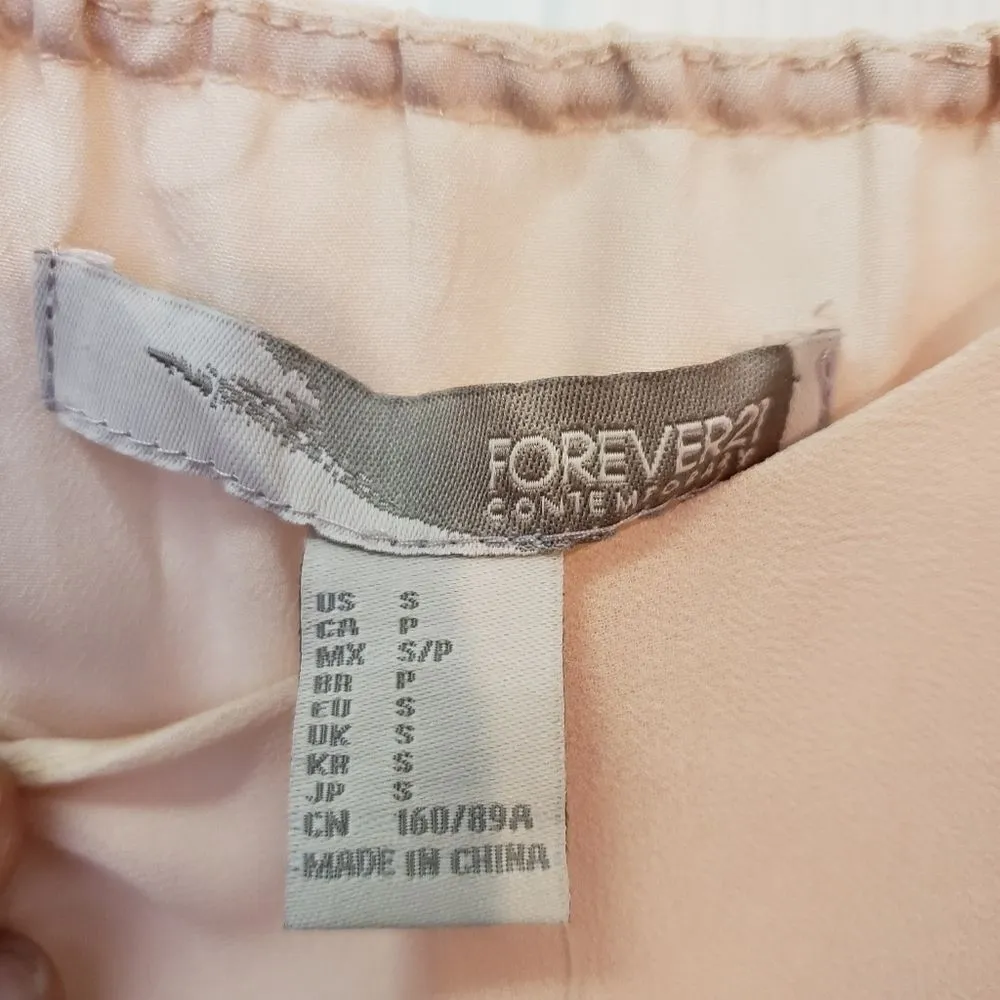 FOREVER21
CONTEMPORARY
US S
CA P
MX S/P
BR P
EU S
UK S
KR S
JP S
CN 160/89A
MADE IN CHINA